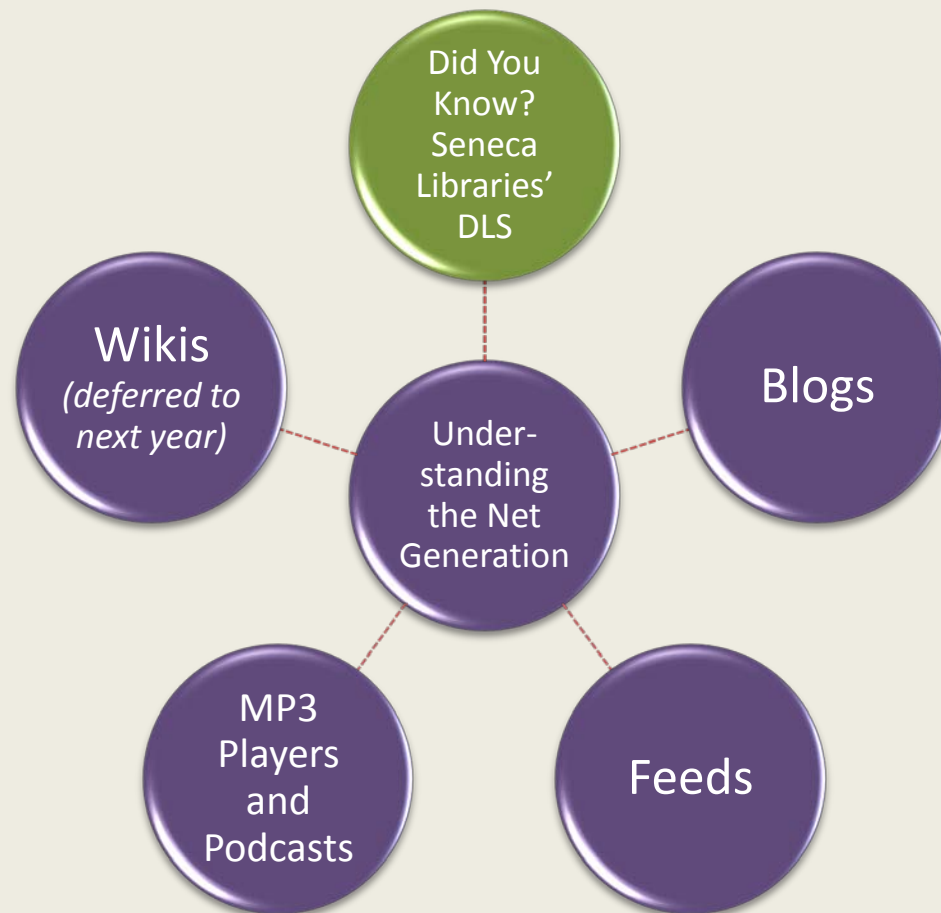 Did You
Know?
Seneca
Libraries’
DLS
Wikis
(deferred to
next year)
Blogs
Under-
standing
the Net
Generation
MP3
Players
and
Podcasts
Feeds